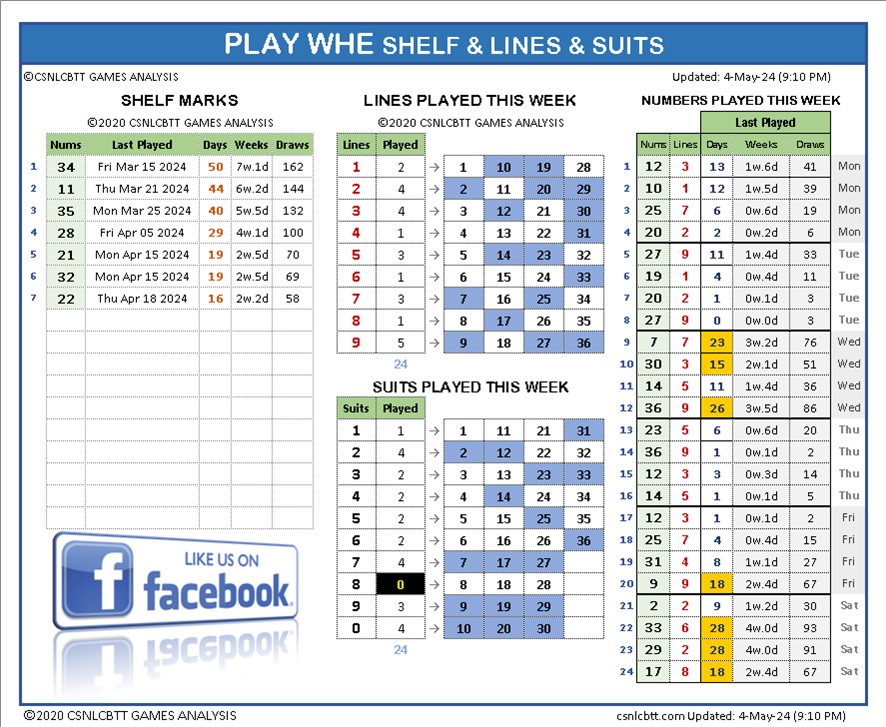 PLAY WHE SHELF & LINES & SUITS
©CSNLCBTT GAMES ANALYSIS
Updated: 4-May-24 (9:10 PM)
SHELF MARKS
©2020 CSNLCBTT GAMES ANALYSIS
Nums Last Played Days Weeks Draws
1 34 Fri Mar 15 2024 50 7w.1d 162
2 11 Thu Mar 21 2024 44 6w.2d 144
3 35 Mon Mar 25 2024 40 5w.5d 132
4 28 Fri Apr 05 2024 29 4w.1d 100
5 21 Mon Apr 15 2024 19 2w.5d 70
6 32 Mon Apr 15 2024 19 2w.5d 69
7 22 Thu Apr 18 2024 16 2w.2d 58
LIKE US ON
f facebook
LINES PLAYED THIS WEEK
©2020 CSNLCBTT GAMES ANALYSIS
Lines Played
1 2 → 1 10 19 28
2 4 → 2 11 20 29
3 4 → 3 12 21 30
4 1 → 4 13 22 31
5 3 → 5 14 23 32
6 1 → 6 15 24 33
7 3 → 7 16 25 34
8 1 → 8 17 26 35
9 5 → 9 18 27 36
24
SUITS PLAYED THIS WEEK
Suits Played
1 1 → 1 11 21 31
2 4 → 2 12 22 32
3 2 → 3 13 23 33
4 2 → 4 14 24 34
5 2 → 5 15 25 35
6 2 → 6 16 26 36
7 4 → 7 17 27
8 0 → 8 18 28
9 3 → 9 19 29
0 4 → 10 20 30
24
NUMBERS PLAYED THIS WEEK
Last Played
Nums Lines Days Weeks Draws
1 12 3 13 1w.6d 41 Mon
2 10 1 12 1w.5d 39 Mon
3 25 7 6 0w.6d 19 Mon
4 20 2 2 0w.2d 6 Mon
5 27 9 11 1w.4d 33 Tue
6 19 1 4 0w.4d 11 Tue
7 20 2 1 0w.1d 3 Tue
8 27 9 0 0w.0d 3 Tue
9 7 7 23 3w.2d 76 Wed
10 30 3 15 2w.1d 51 Wed
11 14 5 11 1w.4d 36 Wed
12 36 9 26 3w.5d 86 Wed
13 23 5 6 0w.6d 20 Thu
14 36 9 1 0w.1d 2 Thu
15 12 3 3 0w.3d 14 Thu
16 14 5 1 0w.1d 5 Thu
17 12 3 1 0w.1d 2 Fri
18 25 7 4 0w.4d 15 Fri
19 31 4 8 1w.1d 27 Fri
20 9 9 18 2w.4d 67 Fri
21 2 2 9 1w.2d 30 Sat
22 33 6 28 4w.0d 93 Sat
23 29 2 28 4w.0d 91 Sat
24 17 8 18 2w.4d 67 Sat
©2020 CSNLCBTT GAMES ANALYSIS
csnlcbtt.com Updated: 4-May-24 (9:10 PM)